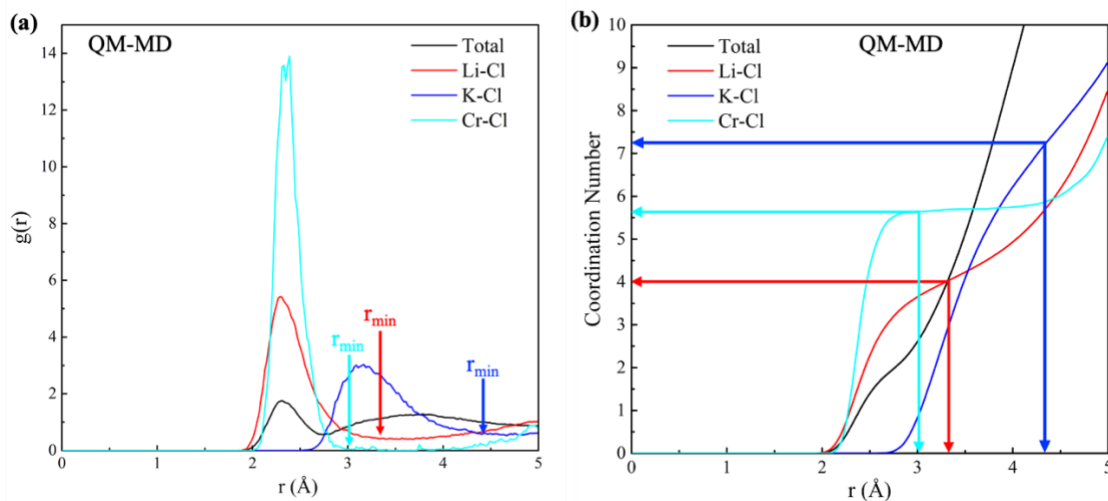 (a)
QM-MD
Total
Li-Cl
K-Cl
Cr-Cl
r_min
r_min
r_min
g(r)
14
12
10
8
6
4
2
0
0 1 2 3 4 5
r (Å)
(b)
QM-MD
Total
Li-Cl
K-Cl
Cr-Cl
Coordination Number
10
9
8
7
6
5
4
3
2
1
0
0 1 2 3 4 5
r (Å)